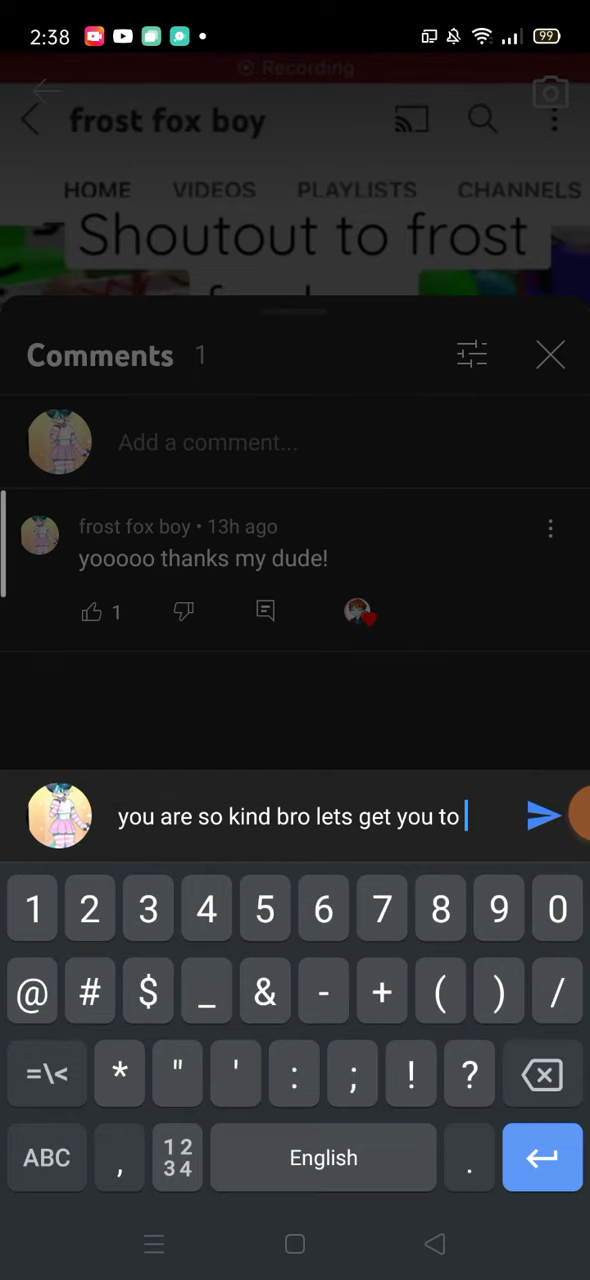 2:38
99
Recording
frost fox boy
HOME VIDEOS PLAYLISTS CHANNELS
Shoutout to frost
Comments 1
Add a comment...
frost fox boy • 13h ago
yooooo thanks my dude!
1
you are so kind bro lets get you to
1 2 3 4 5 6 7 8 9 0
@ # $ _ & - + ( ) /
=\< * " ' : ; ! ?
ABC , 12 34 English .